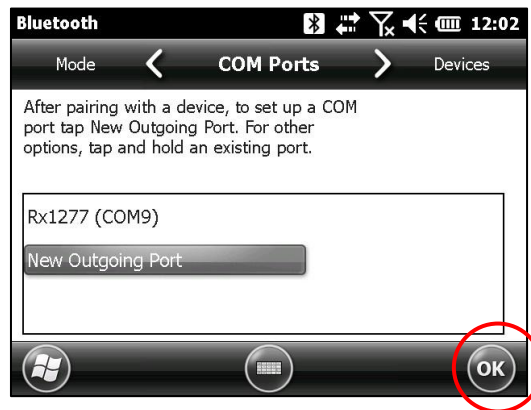 Bluetooth 12:02
Mode COM Ports Devices
After pairing with a device, to set up a COM
port tap New Outgoing Port. For other
options, tap and hold an existing port.
Rx1277 (COM9)
New Outgoing Port
OK